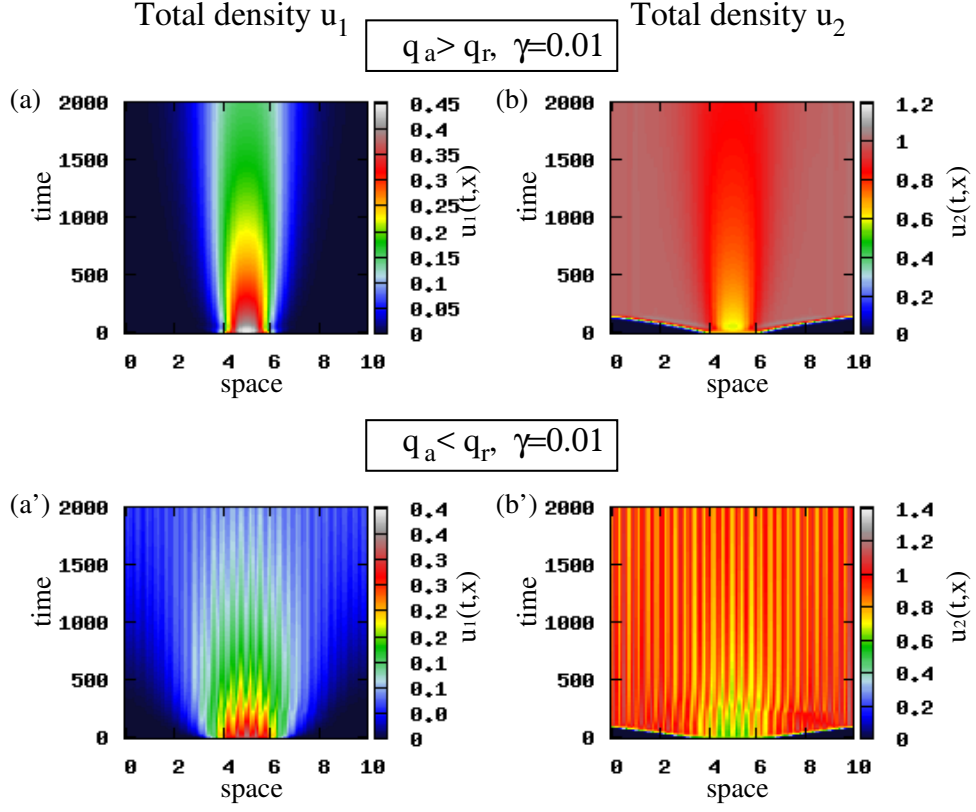 Total density u1
Total density u2
q a > q r, γ=0.01
(a)
2000
1500
1000
500
0
time
0 2 4 6 8 10
space
0.45
0.4
0.35
0.3
0.25
0.2
0.15
0.1
0.05
0
u1(t,x)
(b)
2000
1500
1000
500
0
time
0 2 4 6 8 10
space
1.2
1
0.8
0.6
0.4
0.2
0
u2(t,x)
q a < q r, γ=0.01
(a')
2000
1500
1000
500
0
time
0 2 4 6 8 10
space
0.4
0.4
0.3
0.3
0.2
0.2
0.1
0.1
0.0
0
u1(t,x)
(b')
2000
1500
1000
500
0
time
0 2 4 6 8 10
space
1.4
1.2
1
0.8
0.6
0.4
0.2
0
u2(t,x)